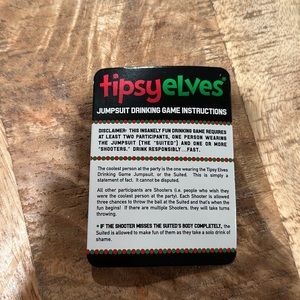 tipsyelves
JUMPSUIT DRINKING GAME INSTRUCTIONS
DISCLAIMER: THIS INSANELY FUN DRINKING GAME REQUIRES
AT LEAST TWO PARTICIPANTS, ONE PERSON WEARING
THE JUMPSUIT [THE "SUITED"] AND ONE OR MORE
"SHOOTERS." DRINK RESPONSIBLY...FAST.
The coolest person at the party is the one wearing the Tipsy Elves
Drinking Game Jumpsuit, or the Suited. This is simply a
statement of fact. It cannot be disputed.
All other participants are Shooters (i.e. people who wish they
were the coolest person at the party). Each Shooter is allowed
three chances to throw the ball at the Suited and that's when the
fun begins! If there are multiple Shooters, they will take turns
throwing.
* IF THE SHOOTER MISSES THE SUITED'S BODY COMPLETELY, the
Suited is allowed to make fun of them as they take a solo drink of
shame.